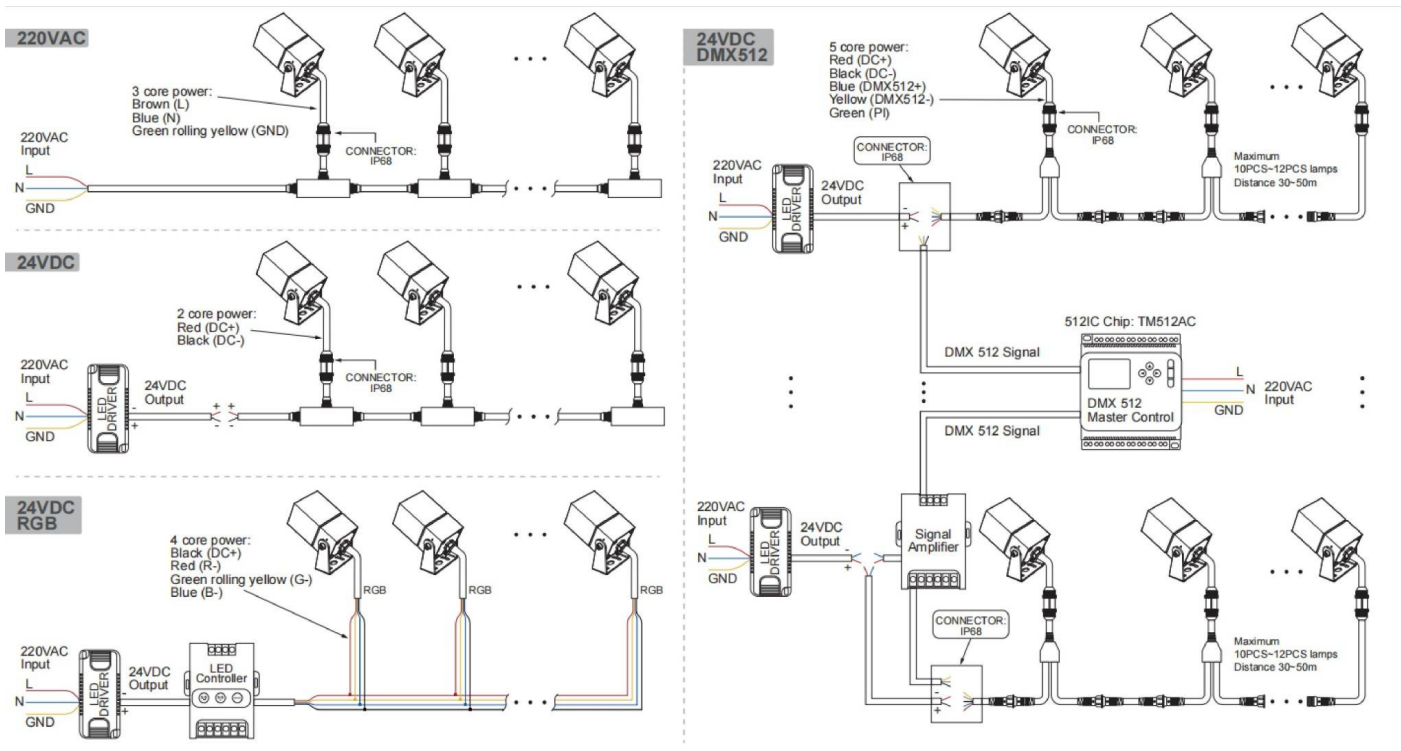 220VAC
3 core power:
Brown (L)
Blue (N)
Green rolling yellow (GND)
CONNECTOR:
IP68
220VAC
Input
L
N
GND
24VDC
2 core power:
Red (DC+)
Black (DC-)
CONNECTOR:
IP68
220VAC
Input
L
N
GND
LED
DRIVER
24VDC
Output
-
+
+ +
- -
24VDC
RGB
4 core power:
Black (DC+)
Red (R-)
Green rolling yellow (G-)
Blue (B-)
RGB
RGB
RGB
220VAC
Input
L
N
GND
LED
DRIVER
24VDC
Output
-
+
LED
Controller
24VDC
DMX512
5 core power:
Red (DC+)
Black (DC-)
Blue (DMX512+)
Yellow (DMX512-)
Green (PI)
CONNECTOR:
IP68
CONNECTOR:
IP68
220VAC
Input
L
N
GND
LED
DRIVER
24VDC
Output
-
+
Maximum
10PCS~12PCS lamps
Distance 30~50m
512IC Chip: TM512AC
DMX 512 Signal
DMX 512
Master Control
L
N
GND
220VAC
Input
DMX 512 Signal
220VAC
Input
L
N
GND
LED
DRIVER
24VDC
Output
-
+
Signal
Amplifier
CONNECTOR:
IP68
-
+
Maximum
10PCS~12PCS lamps
Distance 30~50m